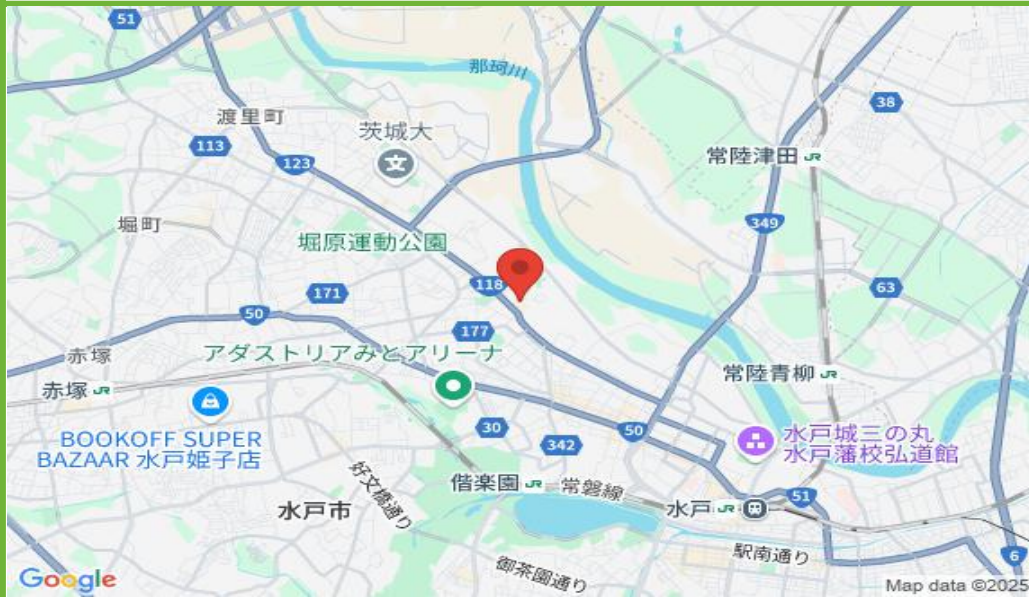 51
那珂川
38
渡里町
茨城大
113
123
常陸津田 JR
堀町
349
堀原運動公園
118
63
171
50
177
アダストリアみとアリーナ
赤塚
赤塚 JR
常陸青柳 JR
30
50
342
BOOKOFF SUPER
BAZAAR 水戸姫子店
水戸城三の丸
水戸藩校弘道館
好文橋通り
偕楽園 JR
常磐線
51
水戸 JR
水戸市
駅南通り
6
御茶園通り
Google
Map data ©2025